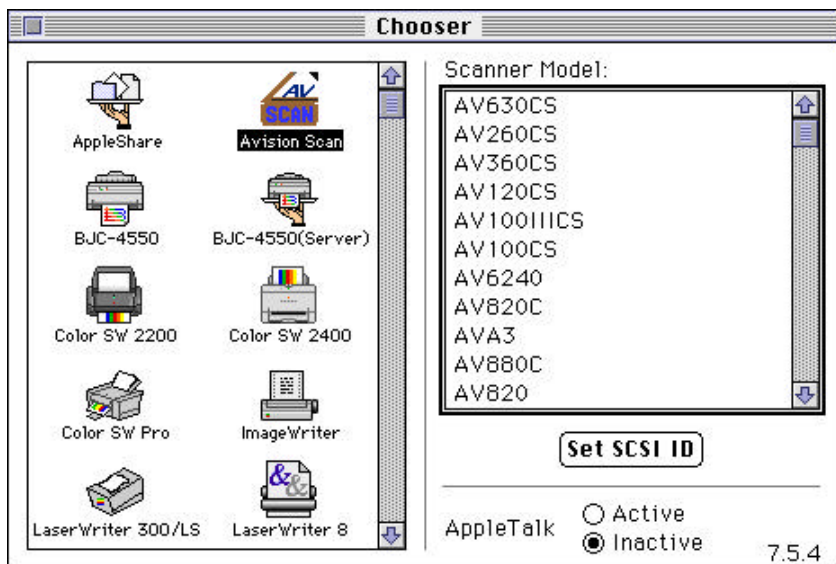 Chooser
AppleShare
AV SCAN
Avision Scan
BJC-4550
BJC-4550(Server)
Color SW 2200
Color SW 2400
Color SW Pro
ImageWriter
LaserWriter 300/LS
&&
LaserWriter 8
Scanner Model:
AV630CS
AV260CS
AV360CS
AV120CS
AV100IIICS
AV100CS
AV6240
AV820C
AVA3
AV880C
AV820
Set SCSI ID
AppleTalk
Active
Inactive
7.5.4